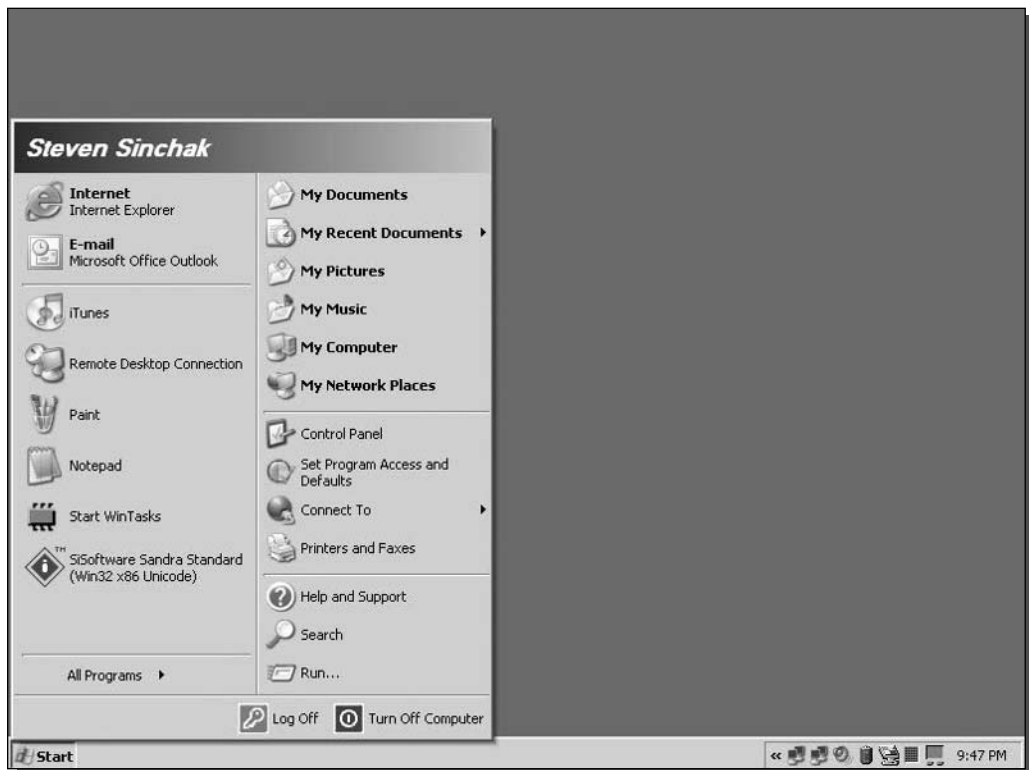 Steven Sinchak
Internet
Internet Explorer
E-mail
Microsoft Office Outlook
iTunes
Remote Desktop Connection
Paint
Notepad
Start WinTasks
TM
SiSoftware Sandra Standard
(Win32 x86 Unicode)
All Programs
My Documents
My Recent Documents
My Pictures
My Music
My Computer
My Network Places
Control Panel
Set Program Access and
Defaults
Connect To
Printers and Faxes
Help and Support
Search
Run...
Log Off
Turn Off Computer
Start
«
9:47 PM